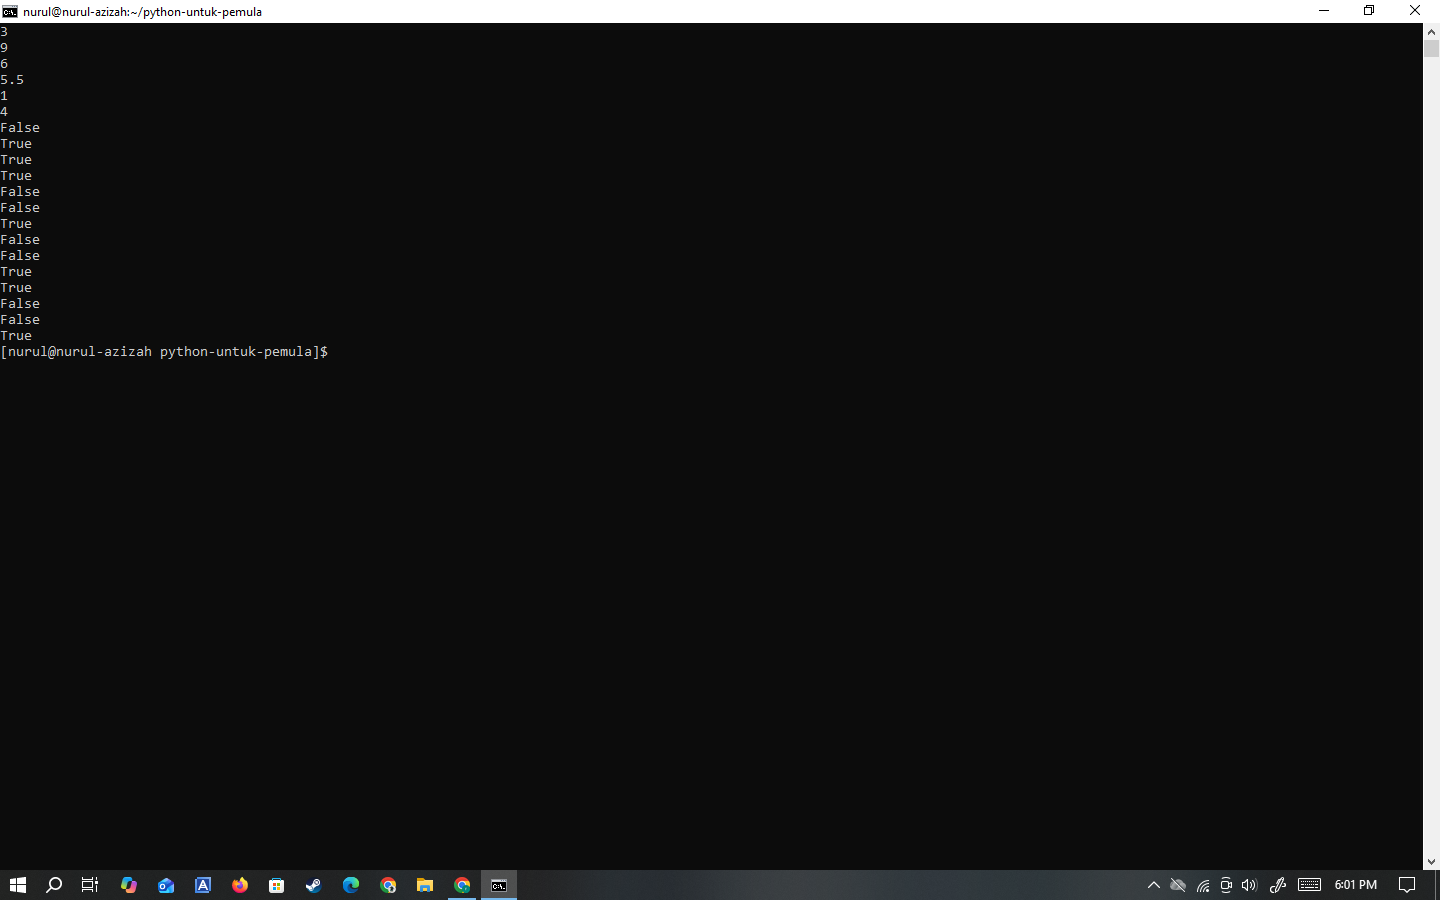 nurul@nurul-azizah:~/python-untuk-pemula
3
9
6
5.5
1
4
False
True
True
True
False
False
True
False
False
True
True
False
False
True
[nurul@nurul-azizah python-untuk-pemula]$
6:01 PM